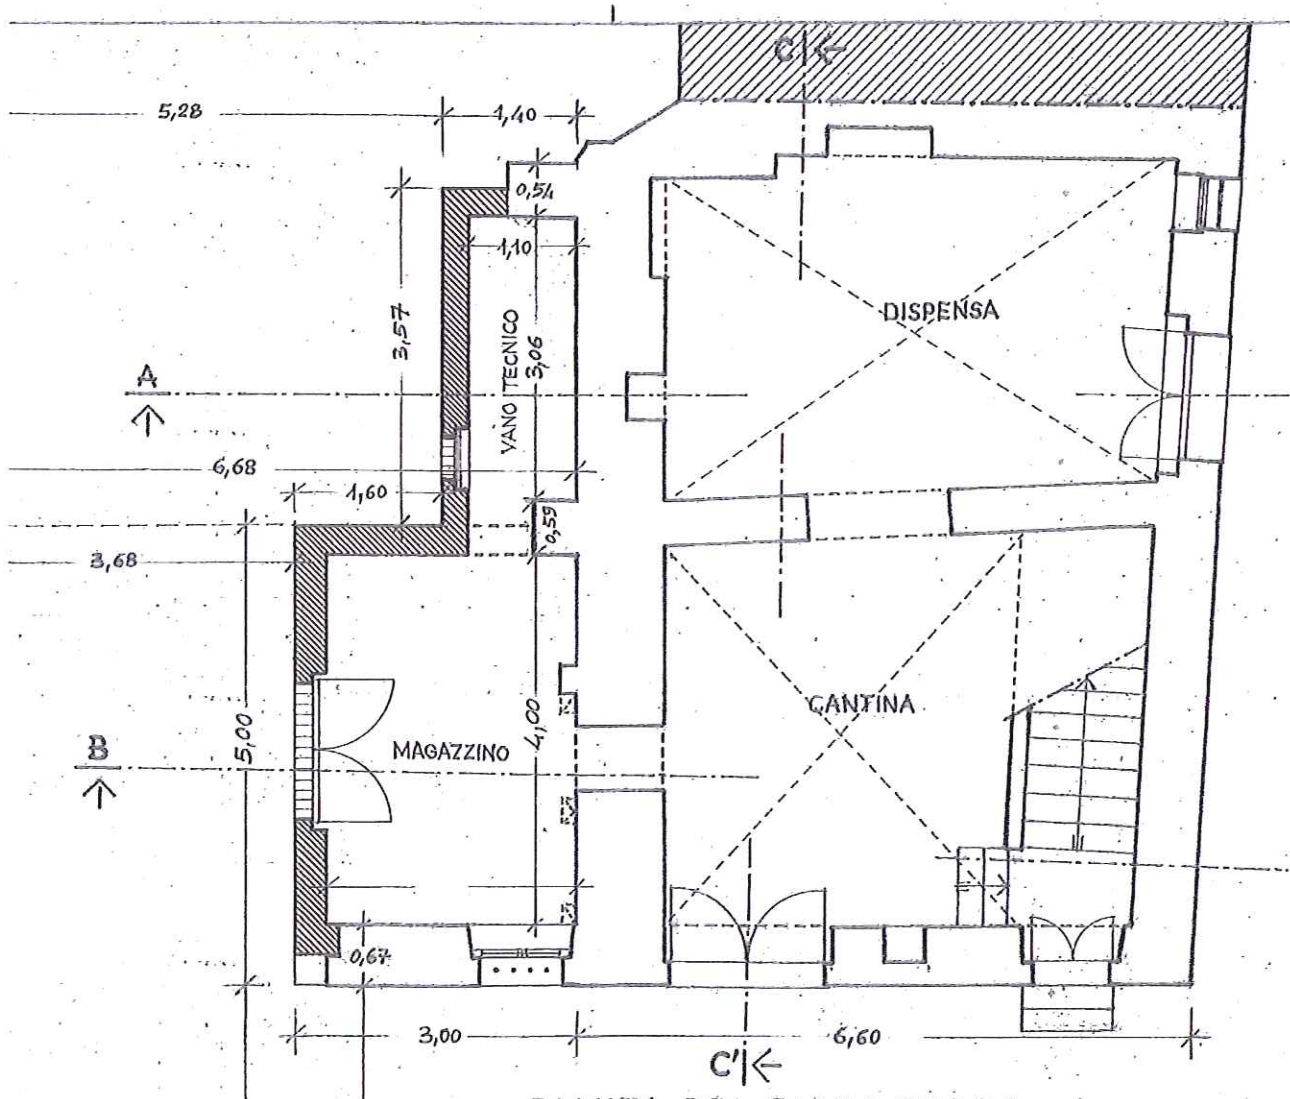 C
5,28
1,40
0,54
1,10
3,57
VANO TECNICO
3,06
DISPENSA
A
6,68
1,60
0,59
3,68
CANTINA
5,00
4,00
B
MAGAZZINO
0,67
3,00
6,60
C'